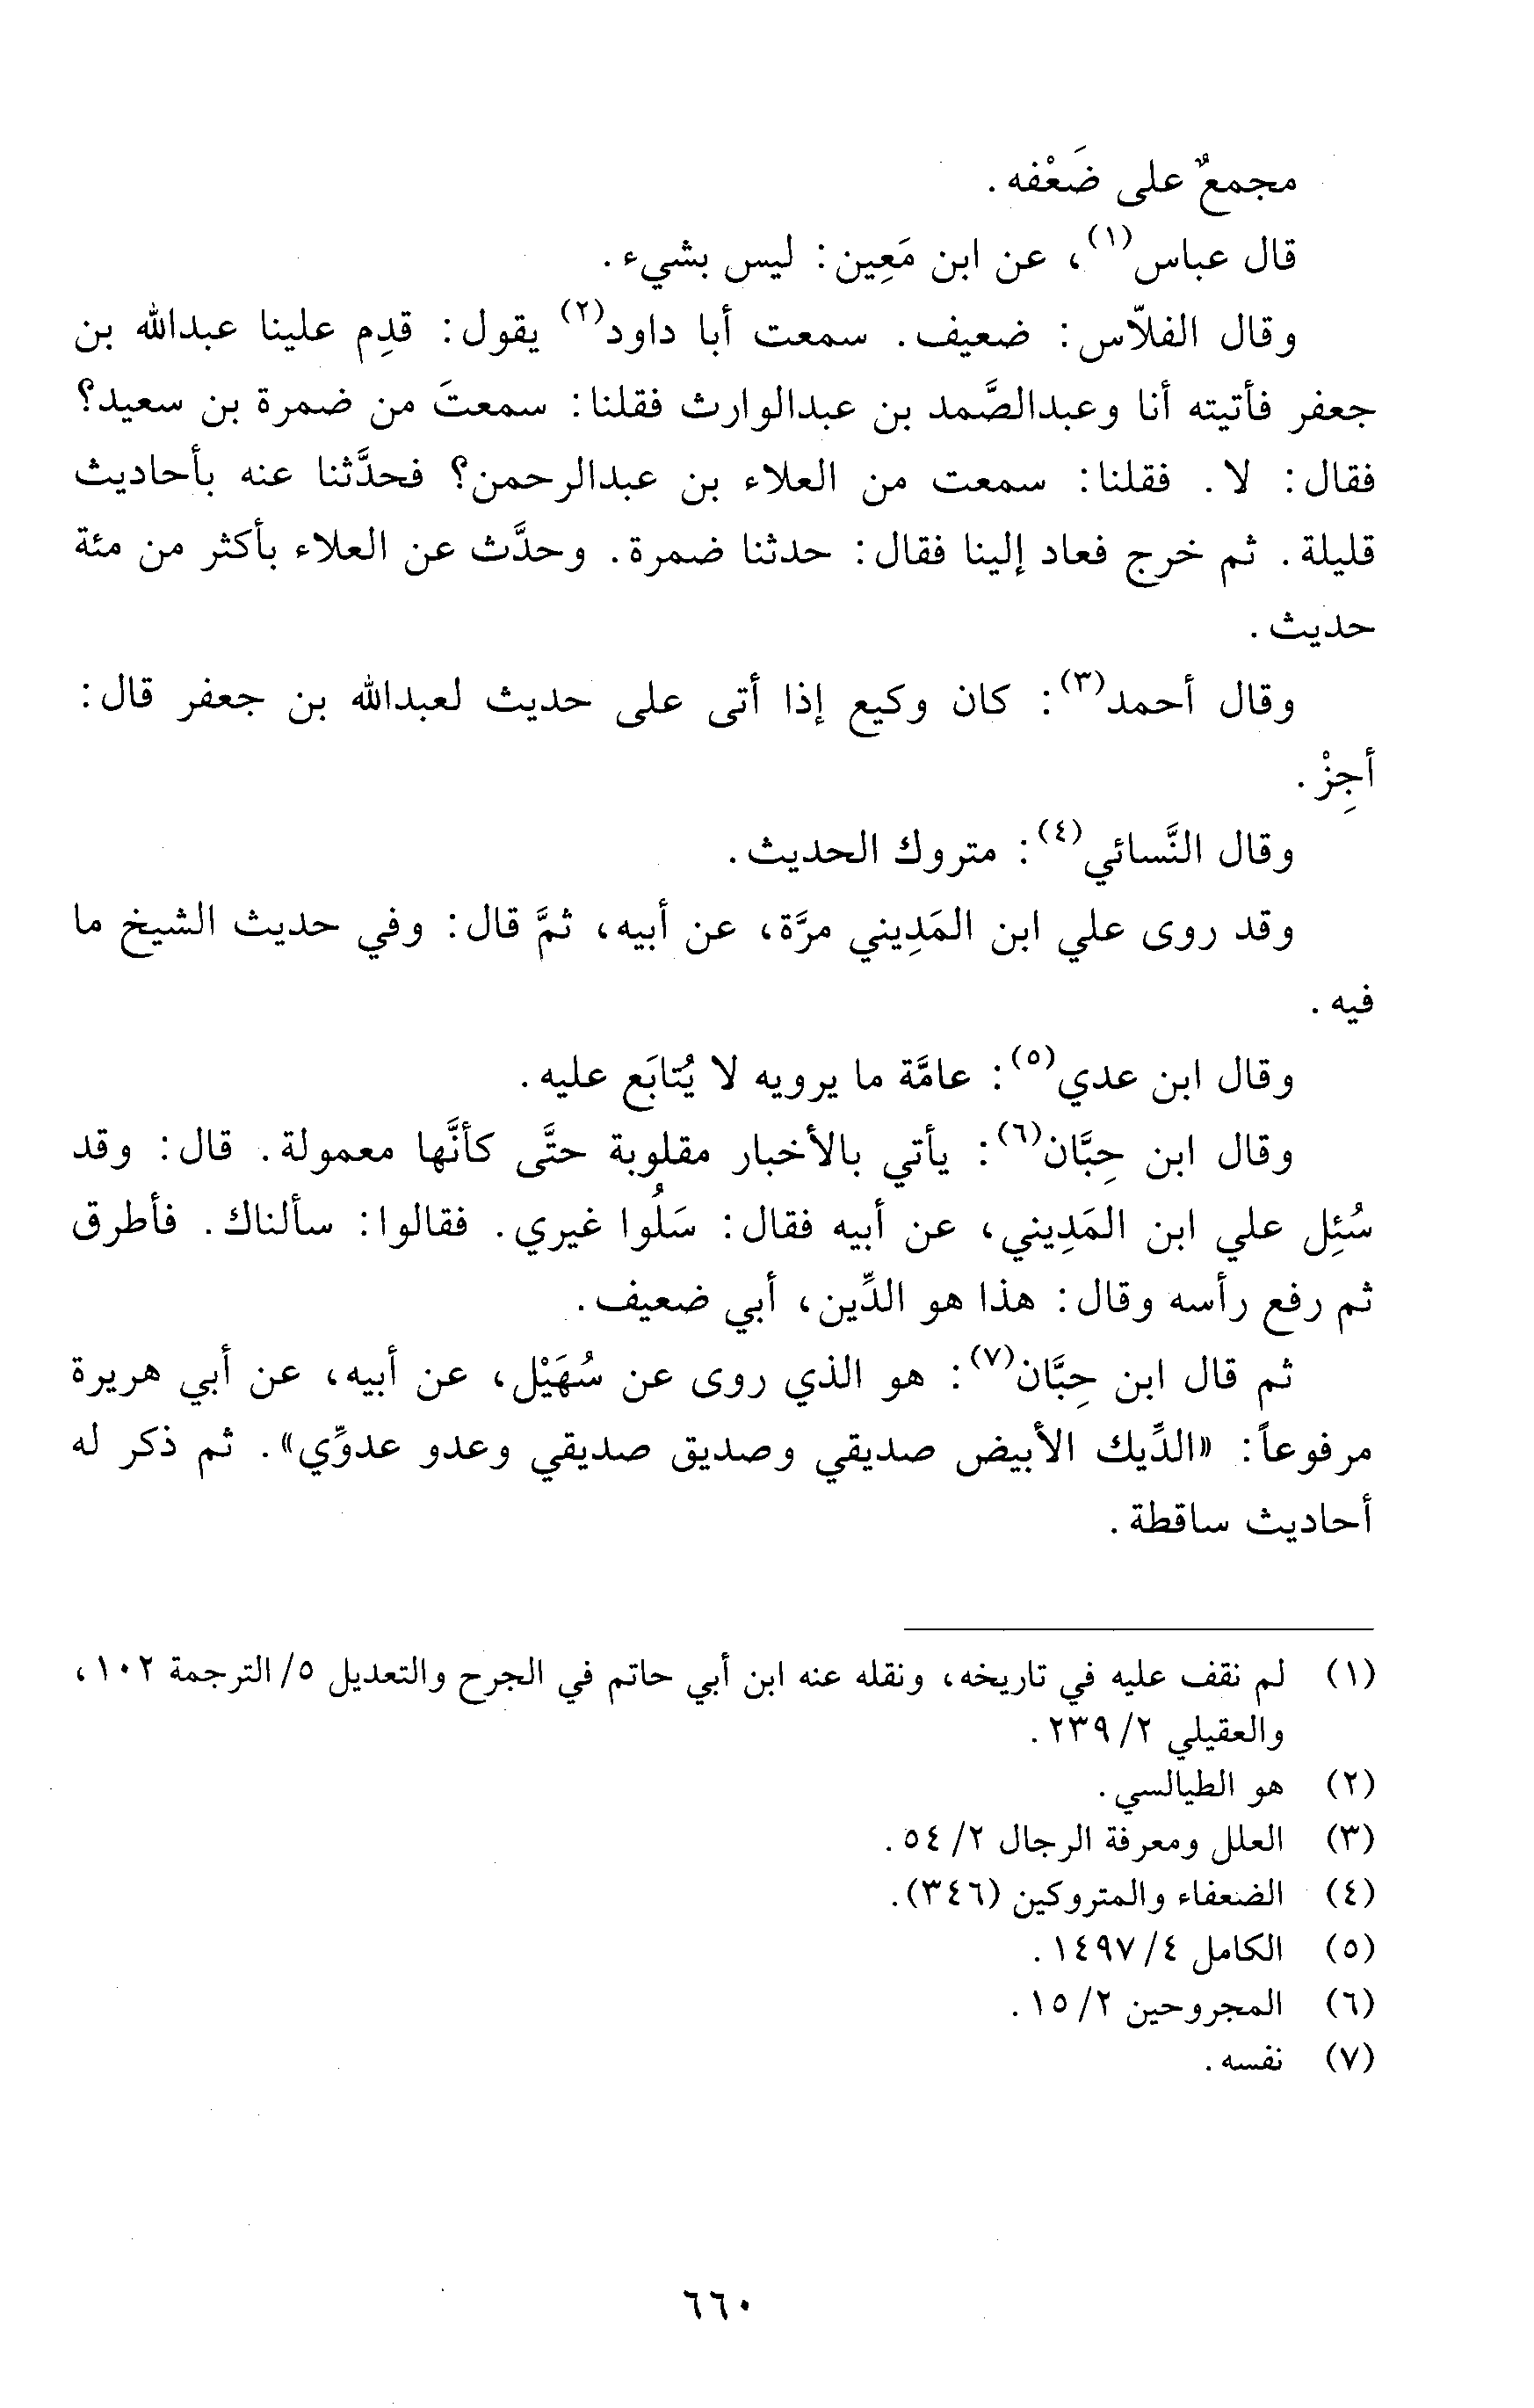 مجمعٌ على ضَعْفه.
قال عباس(١)، عن ابن مَعِين: ليس بشيء.
وقال الفلاّس: ضعيف. سمعت أبا داود(٢) يقول: قدِم علينا عبدالله بن
جعفر فأتيته أنا وعبدالصَّمد بن عبدالوارث فقلنا: سمعتَ من ضمرة بن سعيد؟
فقال: لا. فقلنا: سمعت من العلاء بن عبدالرحمن؟ فحدَّثنا عنه بأحاديث
قليلة. ثم خرج فعاد إلينا فقال: حدثنا ضمرة. وحدَّث عن العلاء بأكثر من مئة
حديث.
وقال أحمد(٣): كان وكيع إذا أتى على حديث لعبدالله بن جعفر قال:
أجِزْ.
وقال النَّسائي(٤): متروك الحديث.
وقد روى علي ابن المَدِيني مرَّة، عن أبيه، ثمَّ قال: وفي حديث الشيخ ما
فيه.
وقال ابن عدي(٥): عامَّة ما يرويه لا يُتابَع عليه.
وقال ابن حِبَّان(٦): يأتي بالأخبار مقلوبة حتَّى كأنَّها معمولة. قال: وقد
سُئِل علي ابن المَدِيني، عن أبيه فقال: سَلُوا غيري. فقالوا: سألناك. فأطرق
ثم رفع رأسه وقال: هذا هو الدِّين، أبي ضعيف.
ثم قال ابن حِبَّان(٧): هو الذي روى عن سُهَيْل، عن أبيه، عن أبي هريرة
مرفوعاً: «الدِّيك الأبيض صديقي وصديق صديقي وعدو عدوِّي». ثم ذكر له
أحاديث ساقطة.
(١) لم نقف عليه في تاريخه، ونقله عنه ابن أبي حاتم في الجرح والتعديل ٥/ الترجمة ١٠٢،
والعقيلي ٢/ ٢٣٩.
(٢) هو الطيالسي.
(٣) العلل ومعرفة الرجال ٢/ ٥٤.
(٤) الضعفاء والمتروكين (٣٤٦).
(٥) الكامل ٤/ ١٤٩٧.
(٦) المجروحين ٢/ ١٥.
(٧) نفسه.
٦٦٠